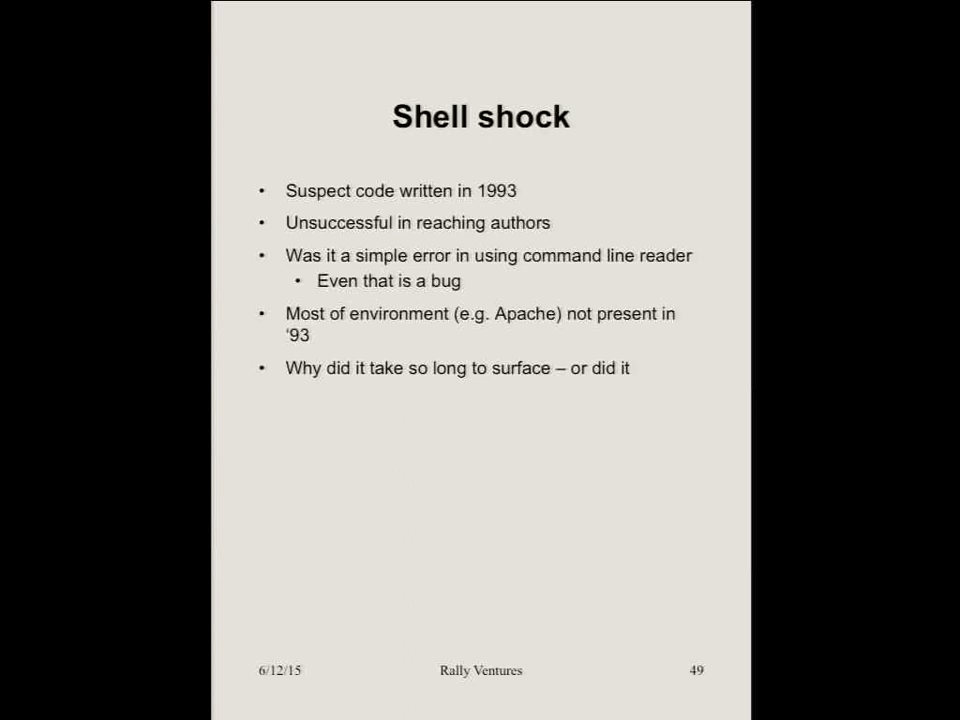 Shell shock
• Suspect code written in 1993
• Unsuccessful in reaching authors
• Was it a simple error in using command line reader
• Even that is a bug
• Most of environment (e.g. Apache) not present in
‘93
• Why did it take so long to surface – or did it
6/12/15 Rally Ventures 49